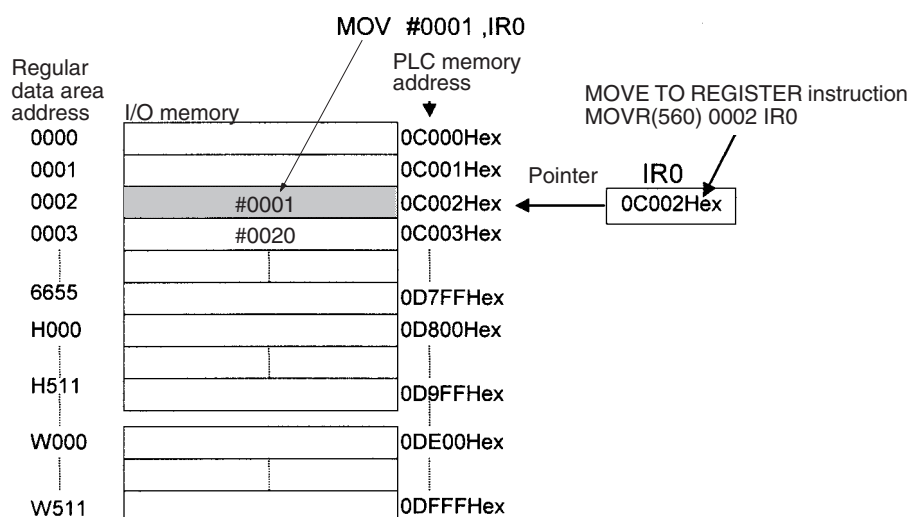 MOV #0001 ,IR0
Regular
data area
address
I/O memory
PLC memory
address
MOVE TO REGISTER instruction
MOVR(560) 0002 IR0
0000
0C000Hex
0001
0C001Hex
Pointer
IR0
0002
#0001
0C002Hex
0C002Hex
0003
#0020
0C003Hex
6655
0D7FFHex
H000
0D800Hex
H511
0D9FFHex
W000
0DE00Hex
W511
0DFFFHex